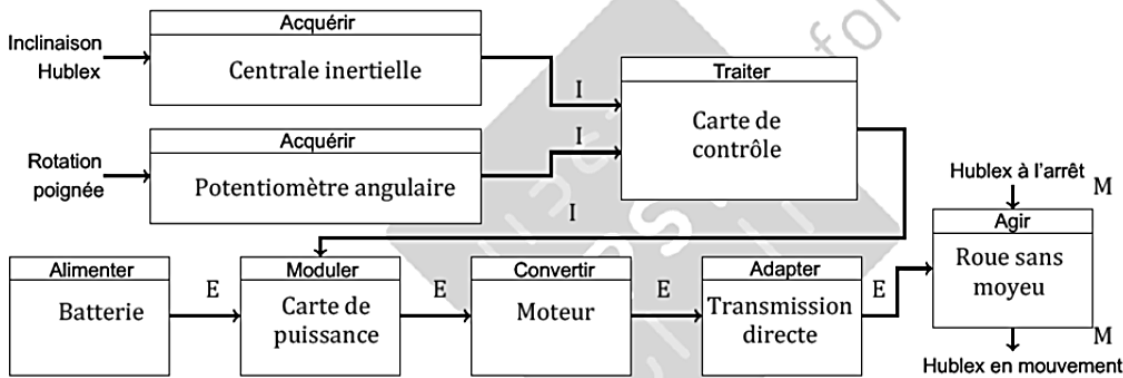 Inclinaison
Hublex
Acquérir
Centrale inertielle
I
Traiter
Carte de
contrôle
Rotation
poignée
Acquérir
Potentiomètre angulaire
I
I
Hublex à l'arrêt
M
Alimenter
Batterie
E
Moduler
Carte de
puissance
E
Convertir
Moteur
E
Adapter
Transmission
directe
E
Agir
Roue sans
moyeu
M
Hublex en mouvement